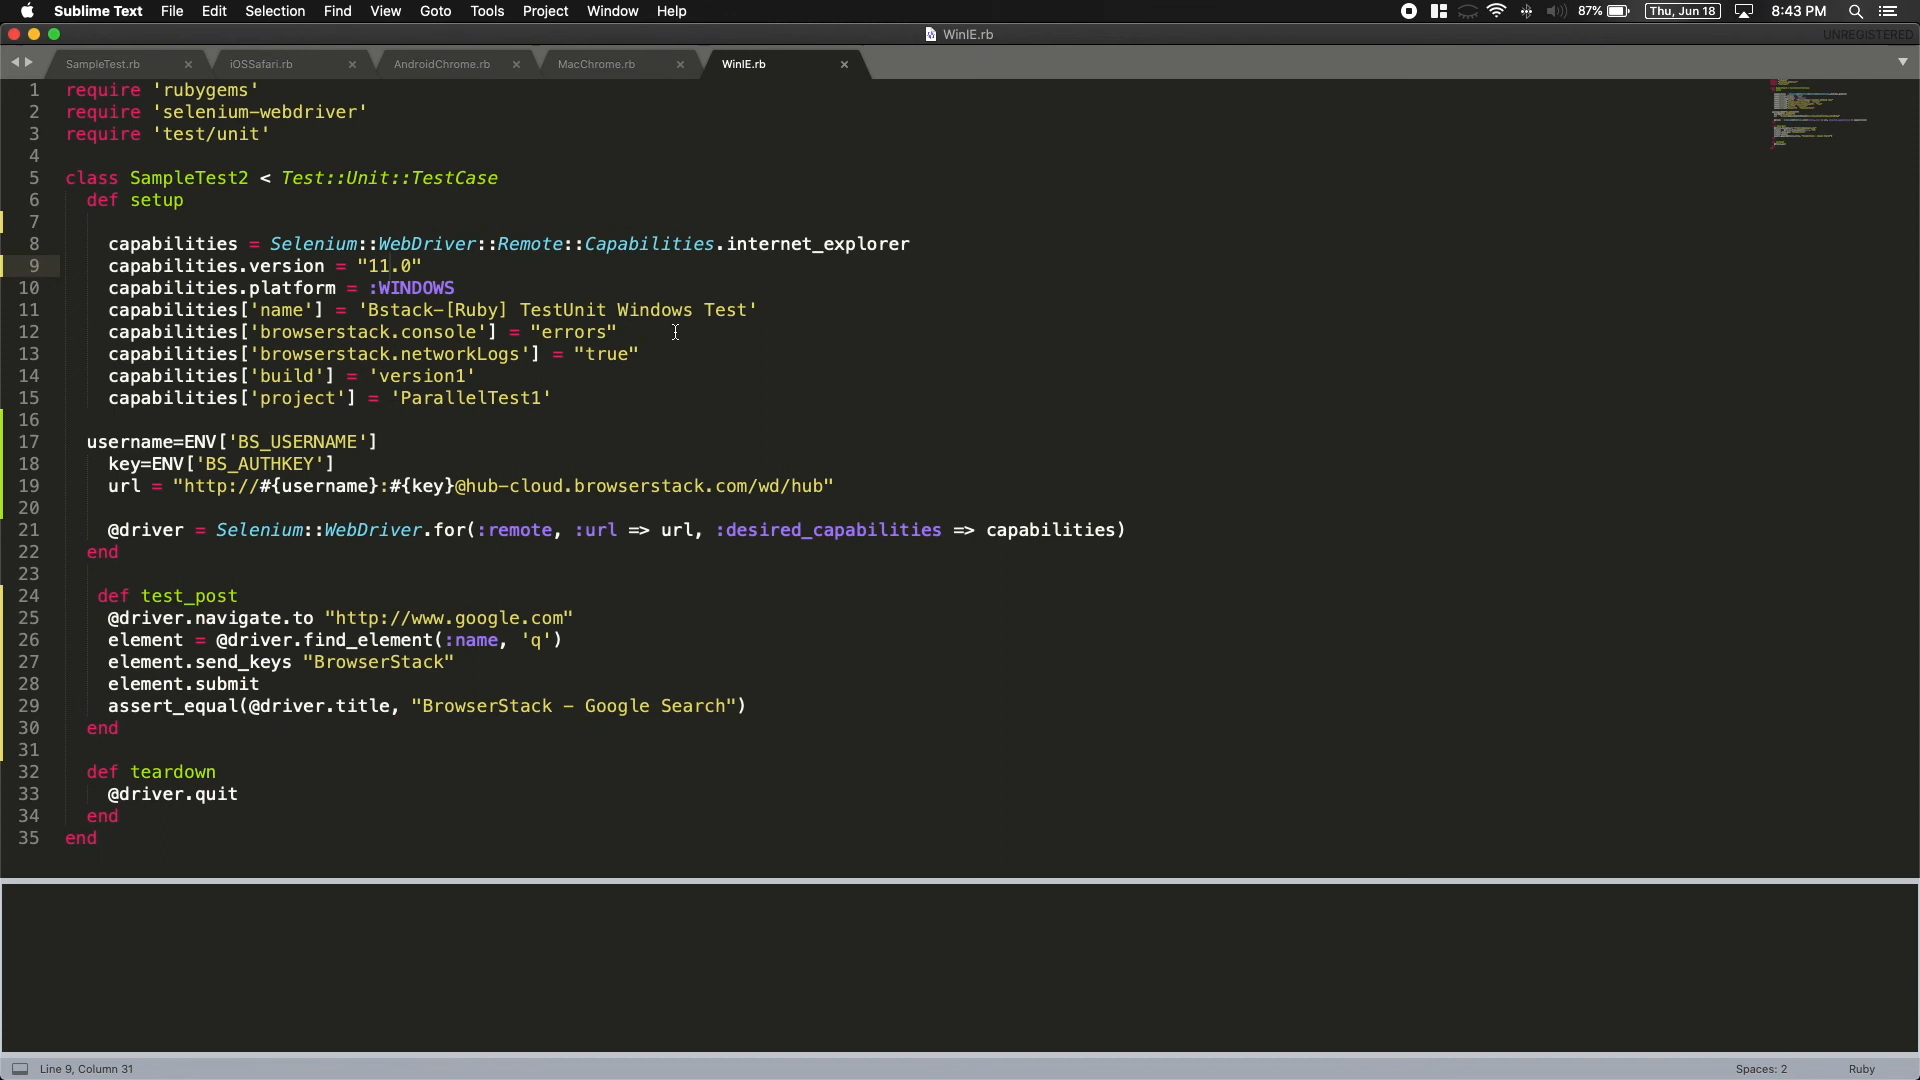 Sublime Text File Edit Selection Find View Goto Tools Project Window Help 87% Thu, Jun 18 8:43 PM
WinIE.rb UNREGISTERED
SampleTest.rb iOSSafari.rb AndroidChrome.rb MacChrome.rb WinIE.rb
1 require 'rubygems'
2 require 'selenium-webdriver'
3 require 'test/unit'
4
5 class SampleTest2 < Test::Unit::TestCase
6 def setup
7
8 capabilities = Selenium::WebDriver::Remote::Capabilities.internet_explorer
9 capabilities.version = "11.0"
10 capabilities.platform = :WINDOWS
11 capabilities['name'] = 'Bstack-[Ruby] TestUnit Windows Test'
12 capabilities['browserstack.console'] = "errors"
13 capabilities['browserstack.networkLogs'] = "true"
14 capabilities['build'] = 'version1'
15 capabilities['project'] = 'ParallelTest1'
16
17 username=ENV['BS_USERNAME']
18 key=ENV['BS_AUTHKEY']
19 url = "http://#{username}:#{key}@hub-cloud.browserstack.com/wd/hub"
20
21 @driver = Selenium::WebDriver.for(:remote, :url => url, :desired_capabilities => capabilities)
22 end
23
24 def test_post
25 @driver.navigate.to "http://www.google.com"
26 element = @driver.find_element(:name, 'q')
27 element.send_keys "BrowserStack"
28 element.submit
29 assert_equal(@driver.title, "BrowserStack - Google Search")
30 end
31
32 def teardown
33 @driver.quit
34 end
35 end
Line 9, Column 31 Spaces: 2 Ruby